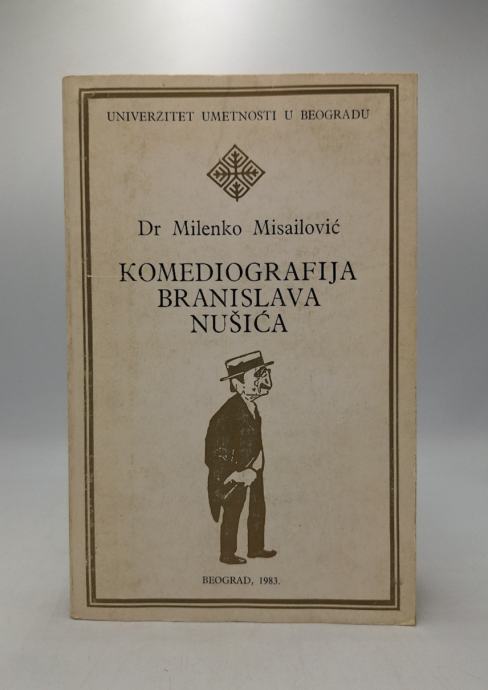 UNIVERZITET UMETNOSTI U BEOGRADU
Dr Milenko Misailović
KOMEDIOGRAFIJA
BRANISLAVA
NUŠIĆA
BEOGRAD, 1983.